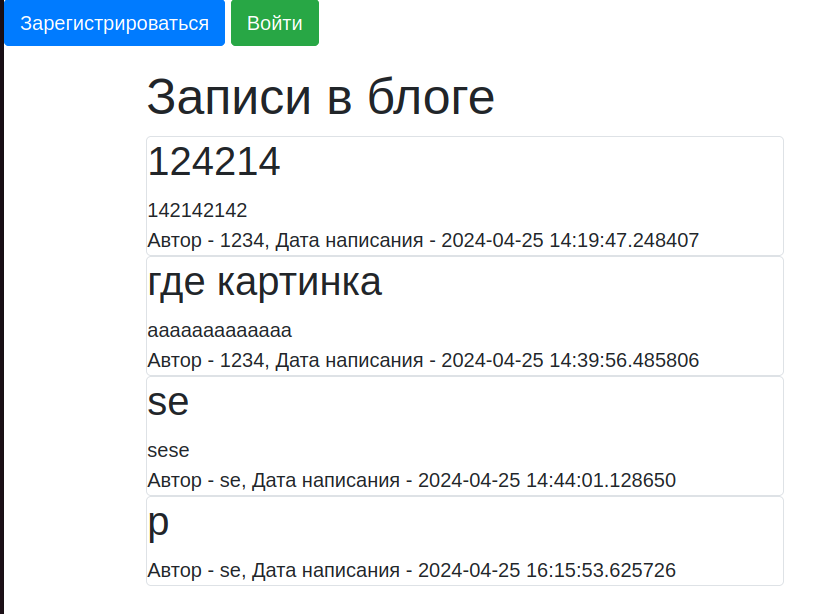 Зарегистрироваться Войти
Записи в блоге
124214
142142142
Автор - 1234, Дата написания - 2024-04-25 14:19:47.248407
где картинка
aaaaaaaaaaaaa
Автор - 1234, Дата написания - 2024-04-25 14:39:56.485806
se
sese
Автор - se, Дата написания - 2024-04-25 14:44:01.128650
p
Автор - se, Дата написания - 2024-04-25 16:15:53.625726